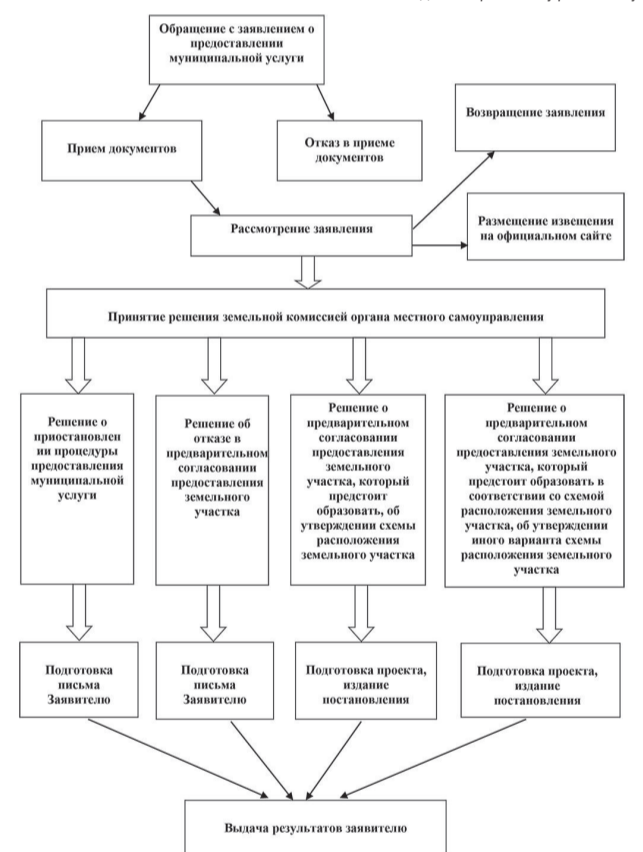 Обращение с заявлением о
предоставлении
муниципальной услуги
Возвращение заявления
Прием документов
Отказ в приеме
документов
Рассмотрение заявления
Размещение извещения
на официальном сайте
Принятие решения земельной комиссией органа местного самоуправления
Решение о
приостановлен
ии процедуры
предоставления
муниципальной
услуги
Решение об
отказе в
предварительном
согласовании
предоставления
земельного
участка
Решение о
предварительном
согласовании
предоставления
земельного
участка, который
предстоит
образовать, об
утверждении схемы
расположения
земельного участка
Решение о
предварительном
согласовании
предоставления земельного
участка, который
предстоит образовать в
соответствии со схемой
расположения земельного
участка, об утверждении
иного варианта схемы
расположения земельного
участка
Подготовка
письма
Заявителю
Подготовка
письма
Заявителю
Подготовка проекта,
издание
постановления
Подготовка проекта,
издание
постановления
Выдача результатов заявителю